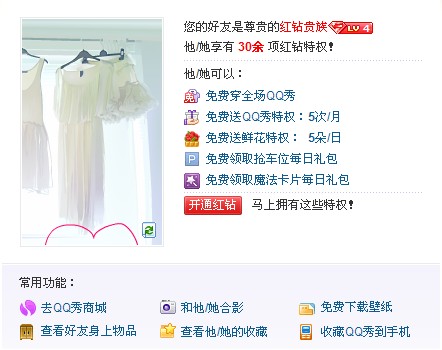 您的好友是尊贵的红钻贵族 LV 4
他/她享有 30余 项红钻特权!
他/她可以：
免费穿全场QQ秀
免费送QQ秀特权：5次/月
免费送鲜花特权： 5朵/日
P 免费领取抢车位每日礼包
免费领取魔法卡片每日礼包
开通红钻 马上拥有这些特权!
常用功能：
去QQ秀商城 和他/她合影 免费下载壁纸
查看好友身上物品 查看他/她的收藏 收藏QQ秀到手机